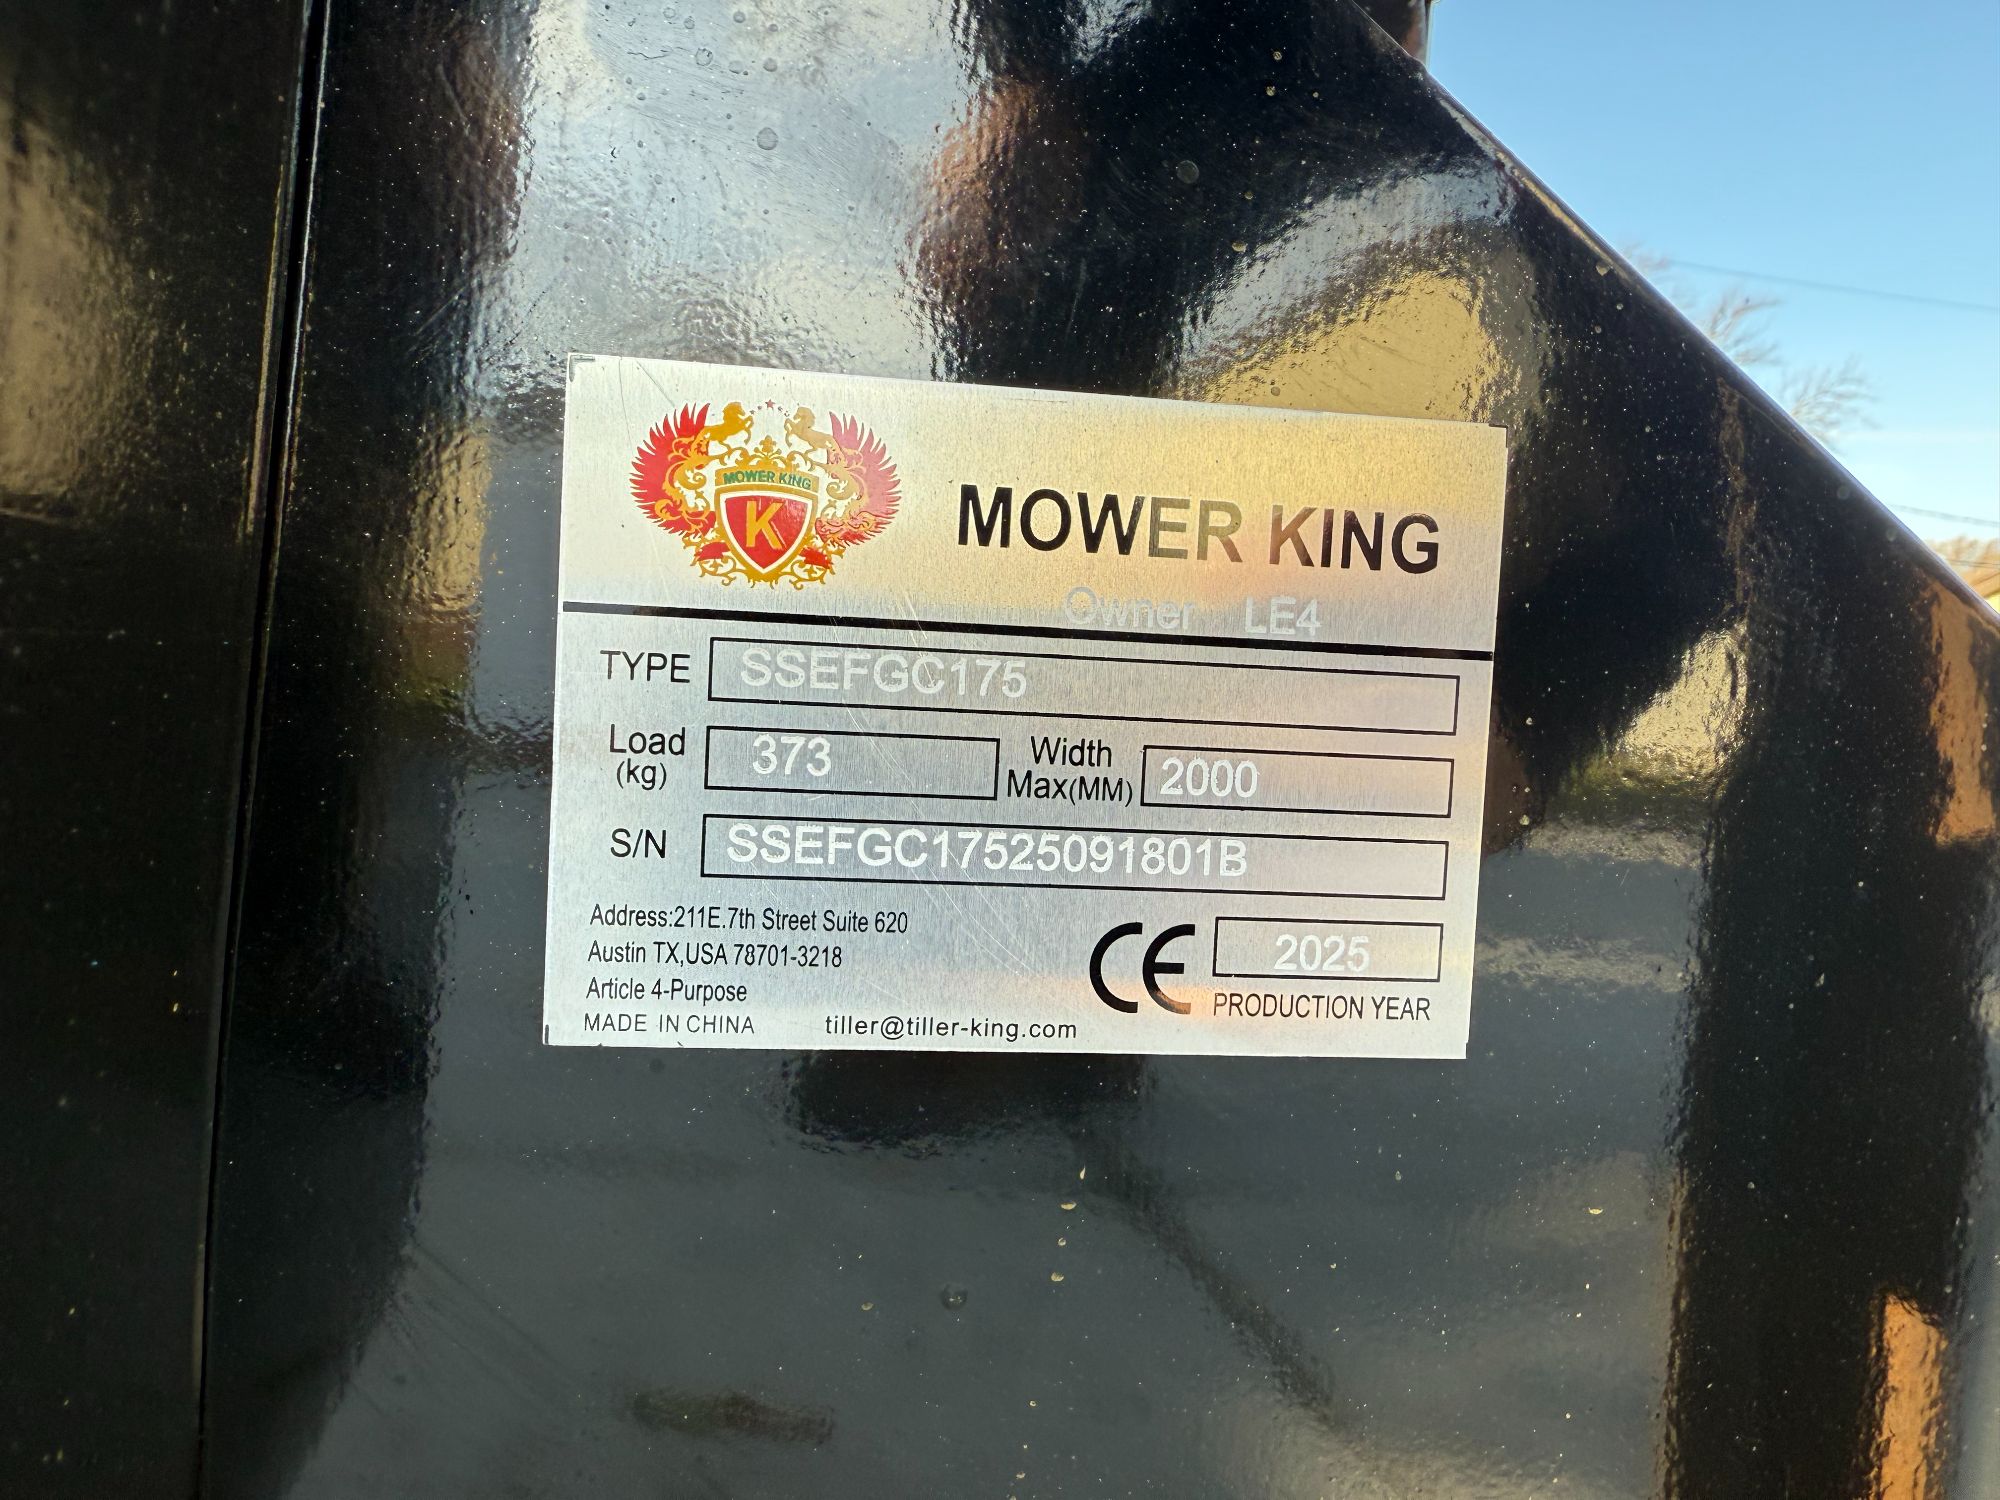 MOWER KING
K
MOWER KING
Owner LE4
TYPE SSEFGC175
Load (kg) 373 Width Max(MM) 2000
S/N SSEFGC17525091801B
Address:211E.7th Street Suite 620
Austin TX,USA 78701-3218
Article 4-Purpose
MADE IN CHINA tiller@tiller-king.com
CE 2025
PRODUCTION YEAR